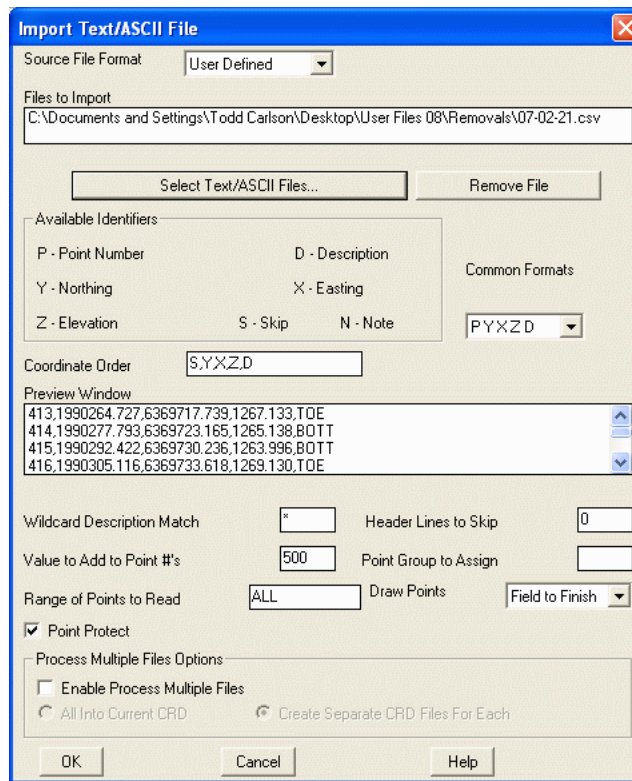 Import Text/ASCII File
Source File Format User Defined
Files to Import
C:\Documents and Settings\Todd Carlson\Desktop\User Files 08\Removals\07-02-21.csv
Select Text/ASCII Files... Remove File
Available Identifiers
P - Point Number D - Description
Common Formats
Y - Northing X - Easting
Z - Elevation S - Skip N - Note P Y X Z D
Coordinate Order S,Y,X,Z,D
Preview Window
413,1990264.727,6369717.739,1267.133,TOE
414,1990277.793,6369723.165,1265.138,BOTT
415,1990292.422,6369730.236,1263.996,BOTT
416,1990305.116,6369733.618,1269.130,TOE
Wildcard Description Match * Header Lines to Skip 0
Value to Add to Point #'s 500 Point Group to Assign
Range of Points to Read ALL Draw Points Field to Finish
Point Protect
Process Multiple Files Options
Enable Process Multiple Files
All Into Current CRD Create Separate CRD Files For Each
OK Cancel Help